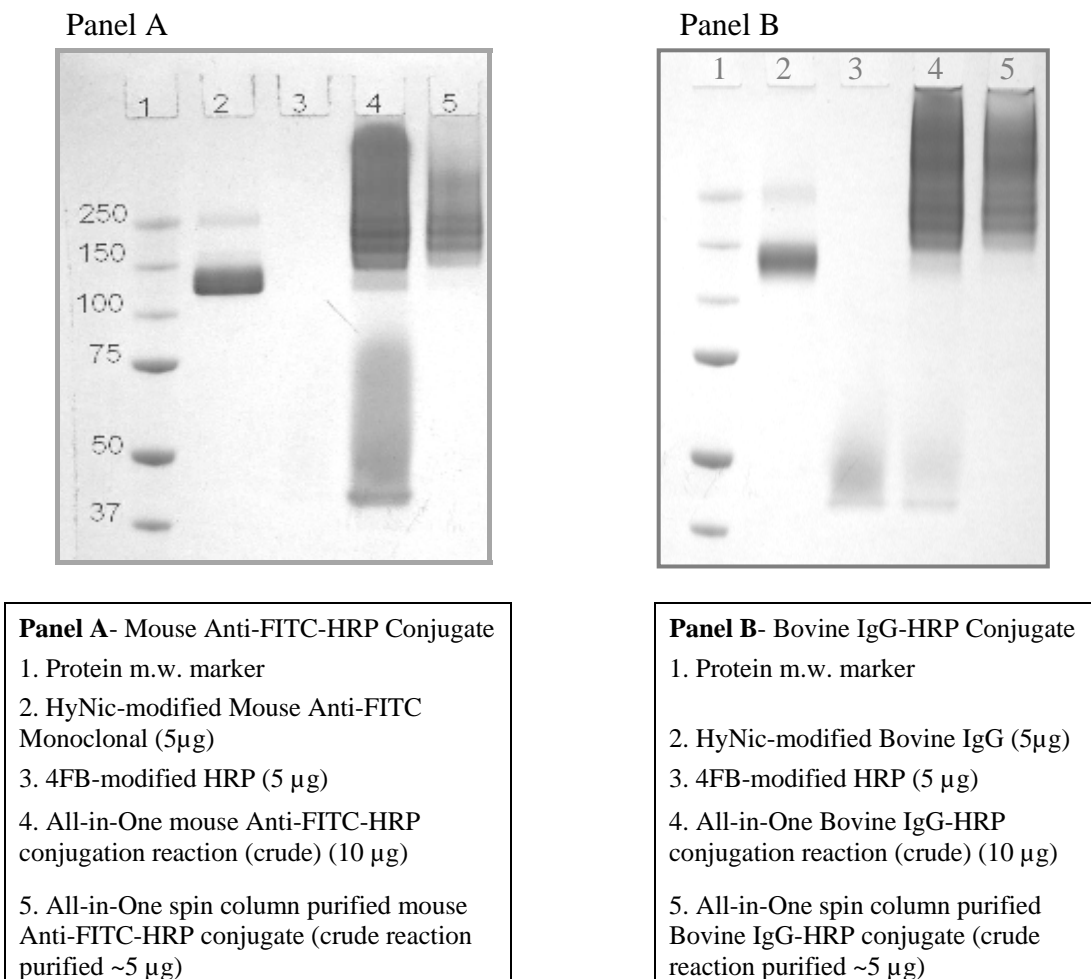 Panel A
1 2 3 4 5
250
150
100
75
50
37
Panel A- Mouse Anti-FITC-HRP Conjugate
1. Protein m.w. marker
2. HyNic-modified Mouse Anti-FITC
Monoclonal (5µg)
3. 4FB-modified HRP (5 µg)
4. All-in-One mouse Anti-FITC-HRP
conjugation reaction (crude) (10 µg)
5. All-in-One spin column purified mouse
Anti-FITC-HRP conjugate (crude reaction
purified ~5 µg)
Panel B
1 2 3 4 5
Panel B- Bovine IgG-HRP Conjugate
1. Protein m.w. marker
2. HyNic-modified Bovine IgG (5µg)
3. 4FB-modified HRP (5 µg)
4. All-in-One Bovine IgG-HRP
conjugation reaction (crude) (10 µg)
5. All-in-One spin column purified
Bovine IgG-HRP conjugate (crude
reaction purified ~5 µg)